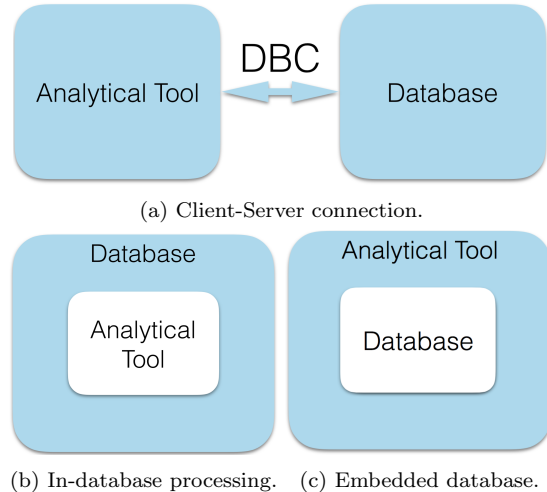 DBC
Analytical Tool
Database
(a) Client-Server connection.
Database
Analytical
Tool
(b) In-database processing.
Analytical Tool
Database
(c) Embedded database.